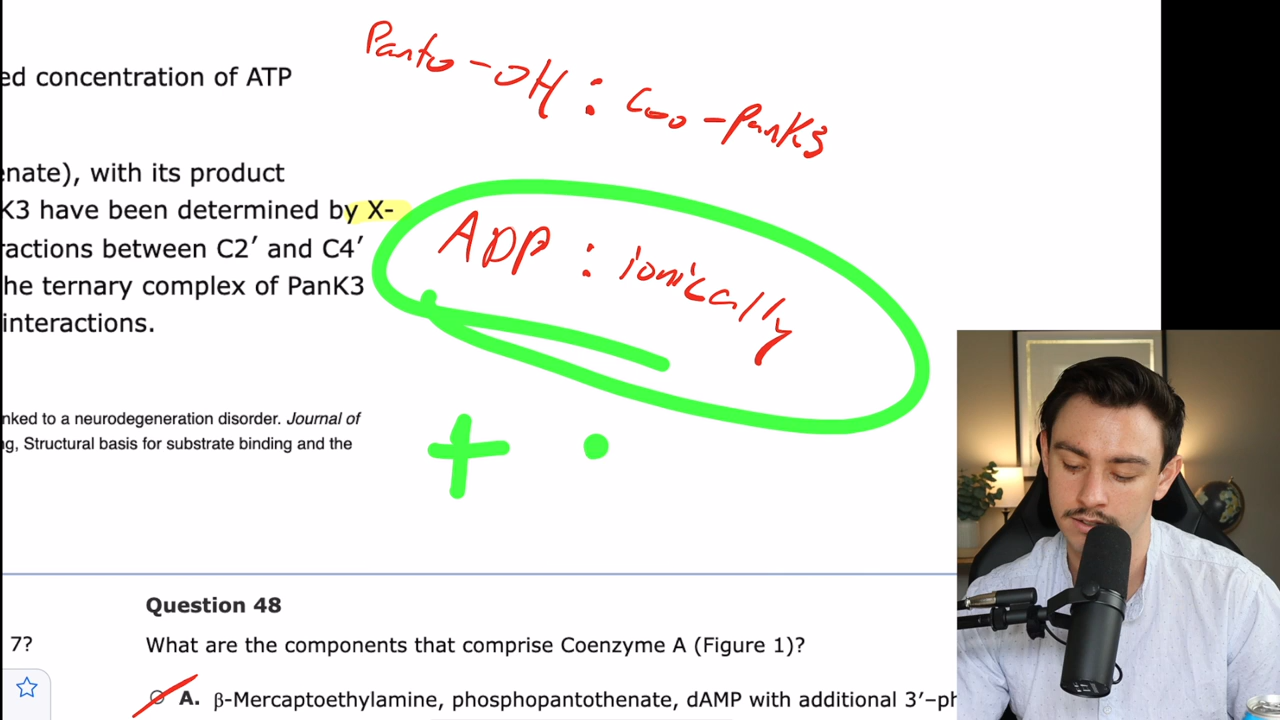 Panto-OH : Coo-PanK3
ed concentration of ATP
enate), with its product
K3 have been determined by X-
ractions between C2′ and C4′
he ternary complex of PanK3
interactions.
ADP : ionically
nked to a neurodegeneration disorder. Journal of
ng, Structural basis for substrate binding and the
+ •
Question 48
7?
What are the components that comprise Coenzyme A (Figure 1)?
A. β-Mercaptoethylamine, phosphopantothenate, dAMP with additional 3′–ph